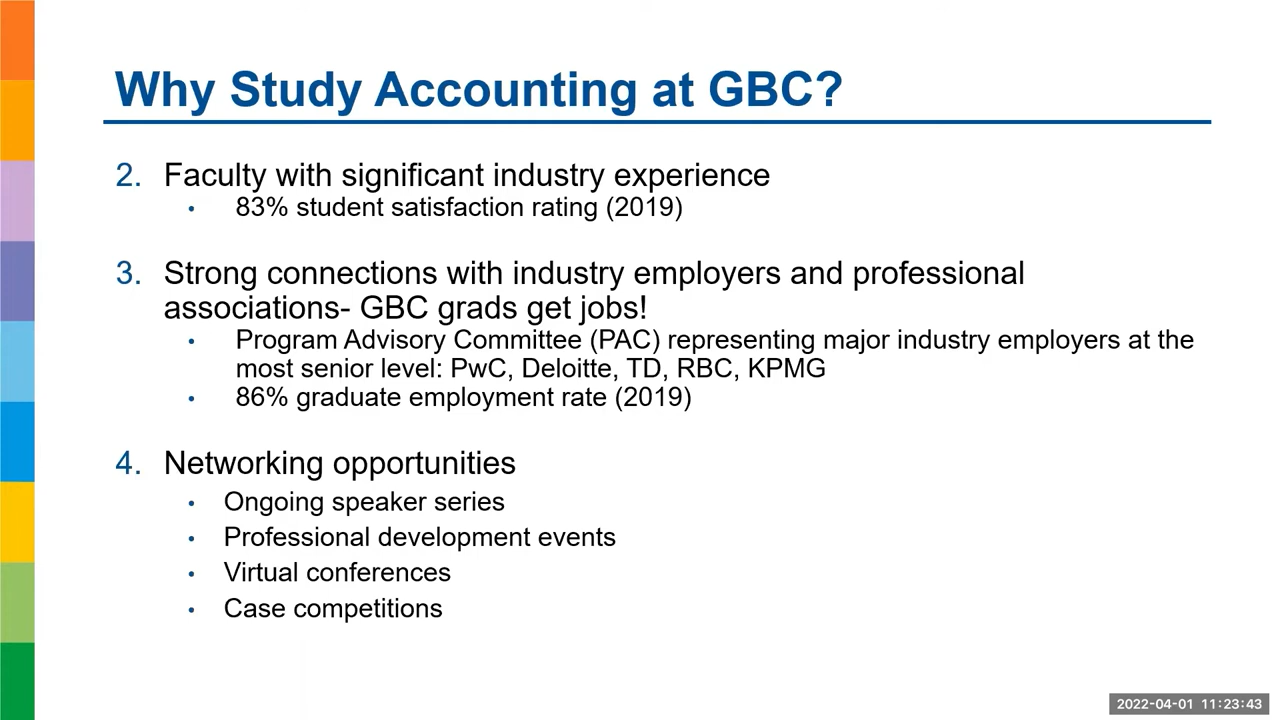 Why Study Accounting at GBC?
2. Faculty with significant industry experience
• 83% student satisfaction rating (2019)
3. Strong connections with industry employers and professional
associations- GBC grads get jobs!
• Program Advisory Committee (PAC) representing major industry employers at the
most senior level: PwC, Deloitte, TD, RBC, KPMG
• 86% graduate employment rate (2019)
4. Networking opportunities
• Ongoing speaker series
• Professional development events
• Virtual conferences
• Case competitions
2022-04-01 11:23:43